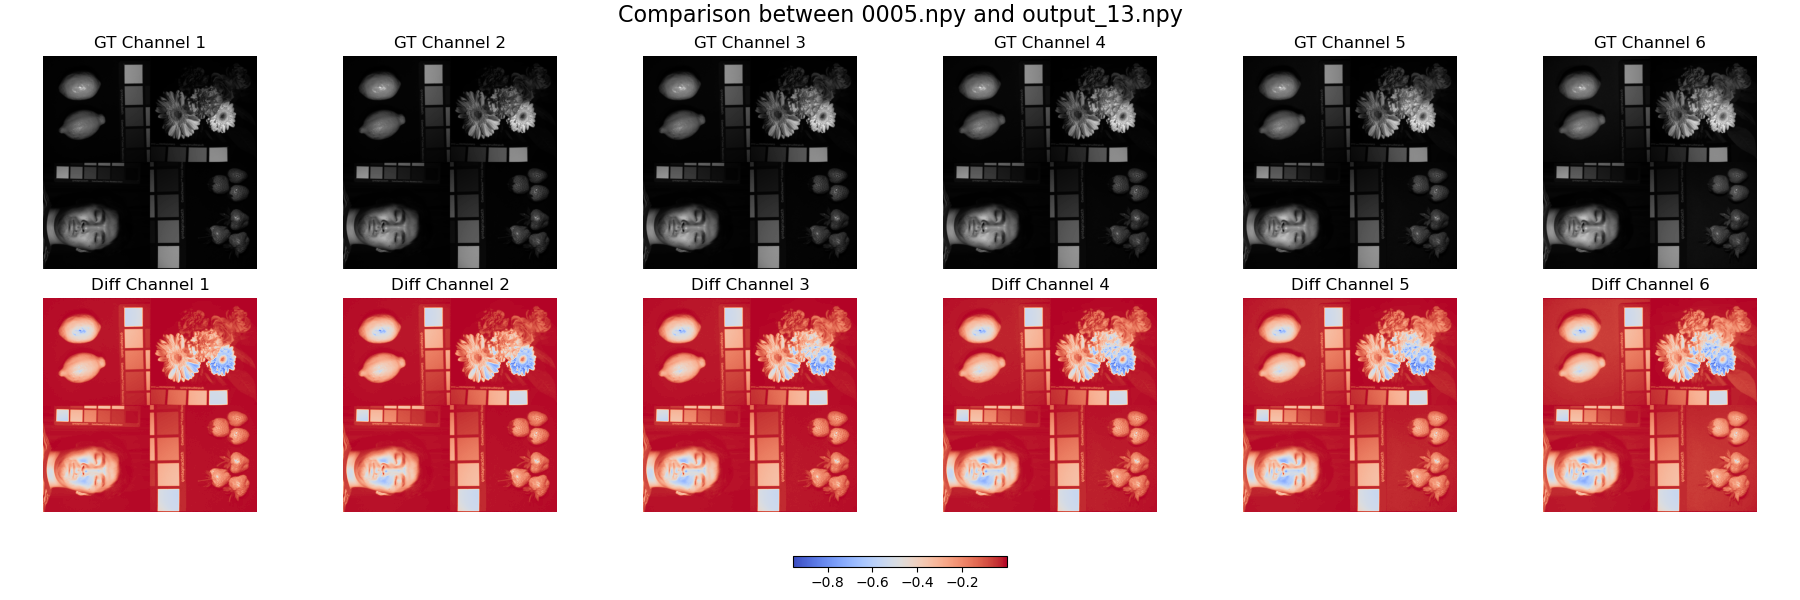 Comparison between 0005.npy and output_13.npy
GT Channel 1
GT Channel 2
GT Channel 3
GT Channel 4
GT Channel 5
GT Channel 6
Diff Channel 1
Diff Channel 2
Diff Channel 3
Diff Channel 4
Diff Channel 5
Diff Channel 6
−0.8 −0.6 −0.4 −0.2